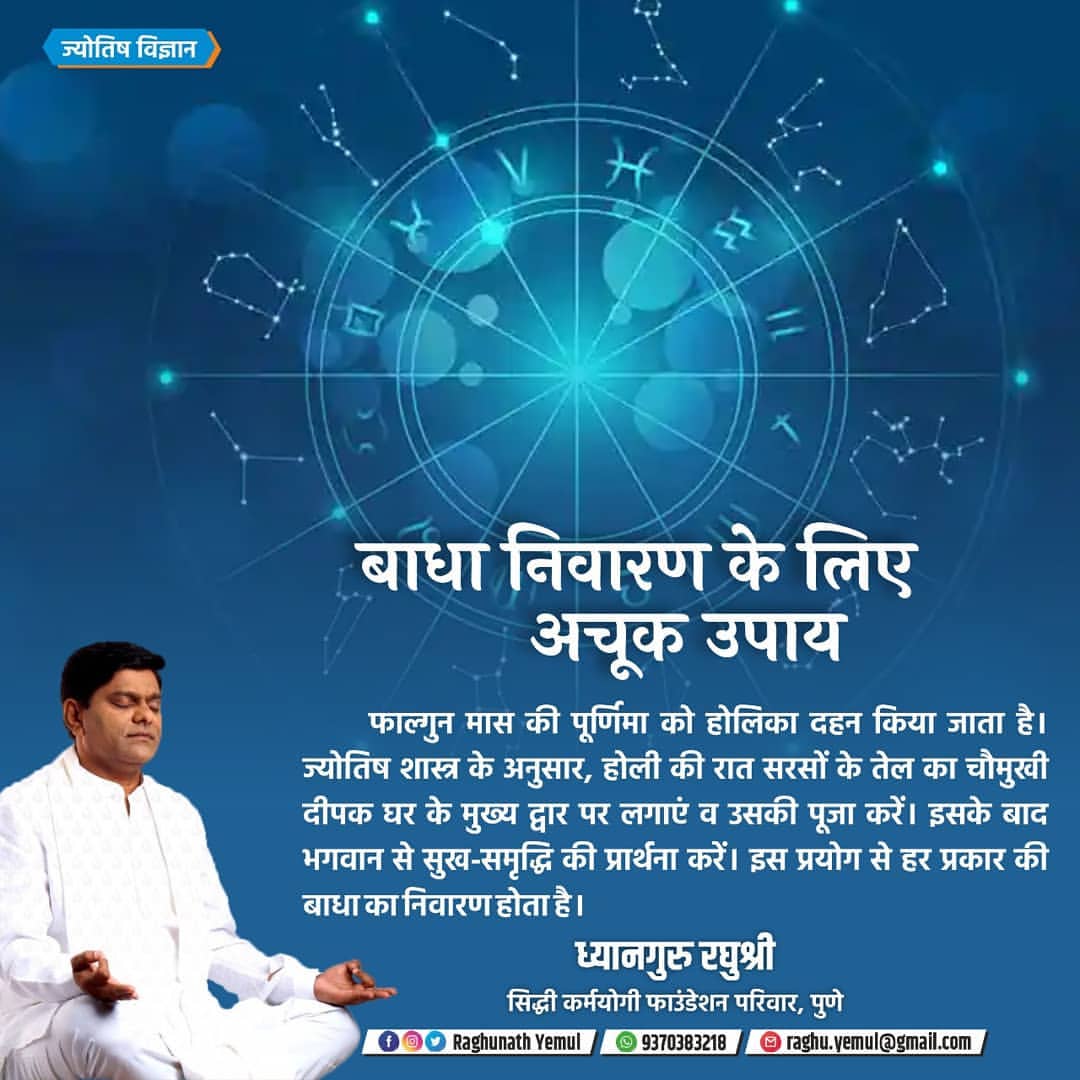 ज्योतिष विज्ञान
बाधा निवारण के लिए
अचूक उपाय
फाल्गुन मास की पूर्णिमा को होलिका दहन किया जाता है।
ज्योतिष शास्त्र के अनुसार, होली की रात सरसों के तेल का चौमुखी
दीपक घर के मुख्य द्वार पर लगाएं व उसकी पूजा करें। इसके बाद
भगवान से सुख-समृद्धि की प्रार्थना करें। इस प्रयोग से हर प्रकार की
बाधा का निवारण होता है।
ध्यानगुरु रघुश्री
सिद्धी कर्मयोगी फाउंडेशन परिवार, पुणे
Raghunath Yemul 9370383218 raghu.yemul@gmail.com